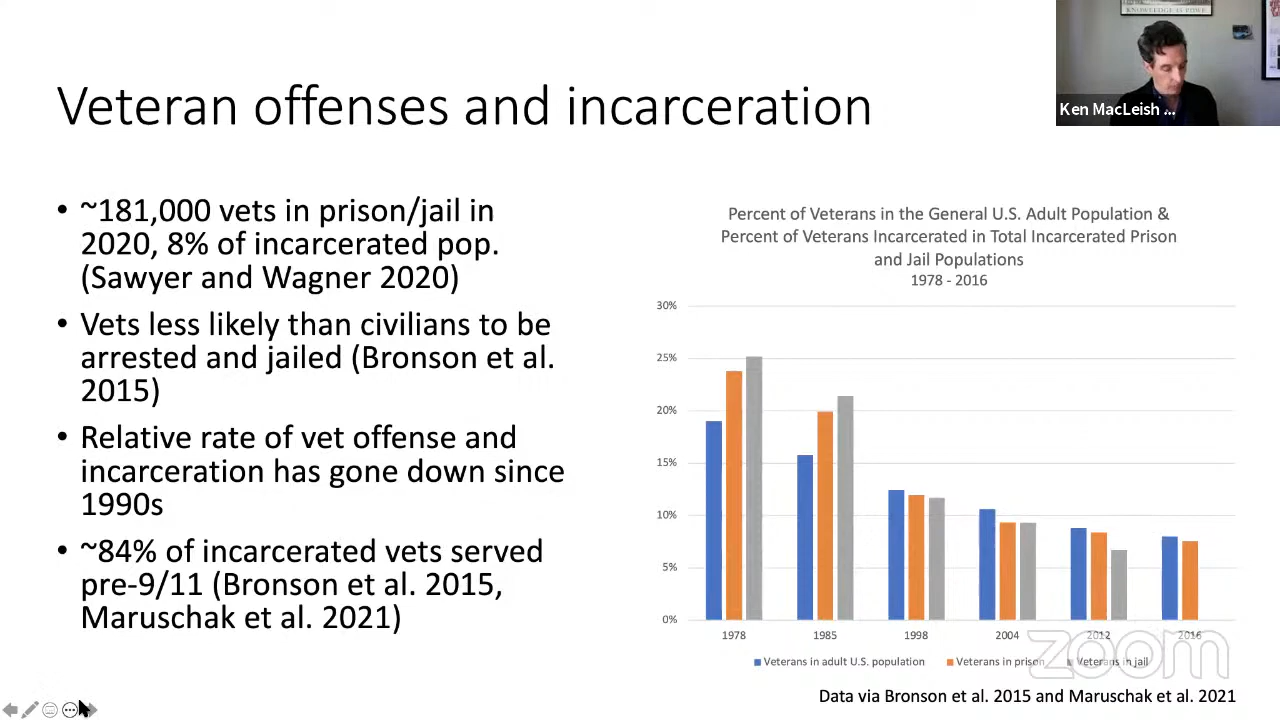 KNOWLEDGE IS POWER
Ken MacLeish ...
Veteran offenses and incarceration
• ~181,000 vets in prison/jail in
2020, 8% of incarcerated pop.
(Sawyer and Wagner 2020)
• Vets less likely than civilians to be
arrested and jailed (Bronson et al.
2015)
• Relative rate of vet offense and
incarceration has gone down since
1990s
• ~84% of incarcerated vets served
pre-9/11 (Bronson et al. 2015,
Maruschak et al. 2021)
Percent of Veterans in the General U.S. Adult Population &
Percent of Veterans Incarcerated in Total Incarcerated Prison
and Jail Populations
1978 - 2016
30%
25%
20%
15%
10%
5%
0%
1978 1985 1998 2004 2012 2016
Veterans in adult U.S. population Veterans in prison Veterans in jail
zoom
Data via Bronson et al. 2015 and Maruschak et al. 2021